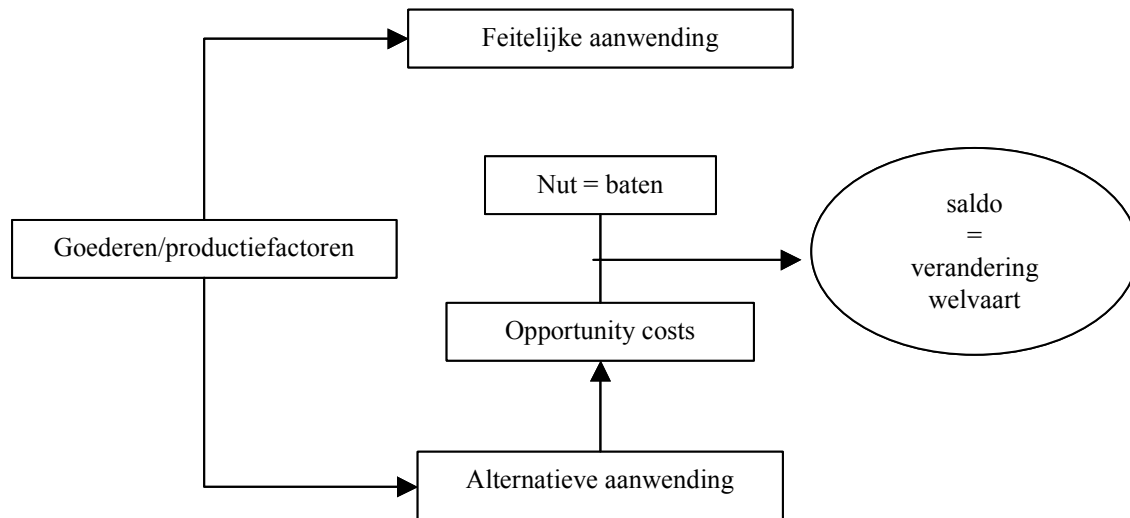 Feitelijke aanwending
Nut = baten
Goederen/productiefactoren
saldo
=
verandering
welvaart
Opportunity costs
Alternatieve aanwending